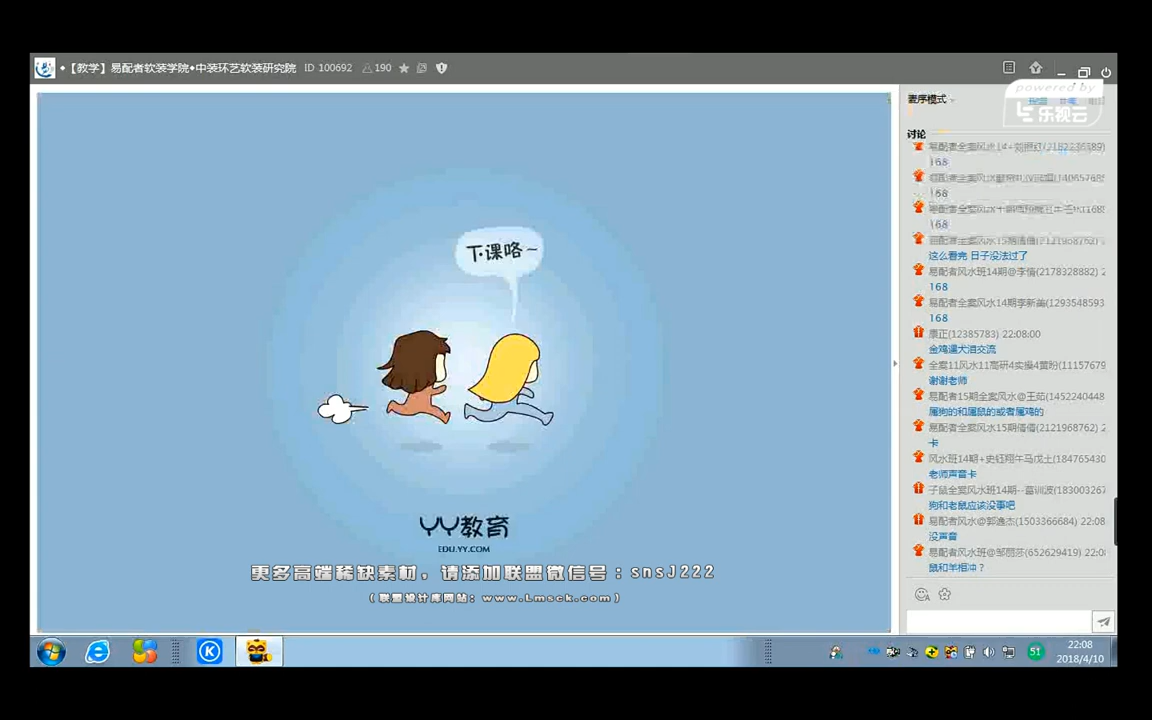 ◆【教学】易配者软装学院◆中装环艺软装研究院 ID 100692 190
powered by
乐视云
麦序模式
讨论
168
168
168
这么看完 日子没法过了
易配者风水班14期@李倩(2178328882) 2
168
易配者全案风水14期李新義(1293548593
168
康正(12385783) 22:08:00
金鸡遇犬泪交流
全案11风水11高研4实操4黄盼(11157679
谢谢老师
易配者15期全案风水@王茹(1452240448
属狗的和属鼠的或者属鸡的
易配者全案风水15期倩倩(2121968762) 2
卡
风水班14期+史钰翔午马戊土(184765430
老师声音卡
子鼠全案风水班14期--葛训波(18300326
狗和老鼠应该没事吧
易配者风水@郭逸杰(1503366684) 22:08
没声音
易配者风水班@邹丽莎(652629419) 22:0
鼠和羊相冲？
下课咯~
YY教育
EDU.YY.COM
更多高端稀缺素材，请添加联盟微信号：snsJ222
（联盟设计库网站：www.Lmsck.com）
51
22:08
2018/4/10